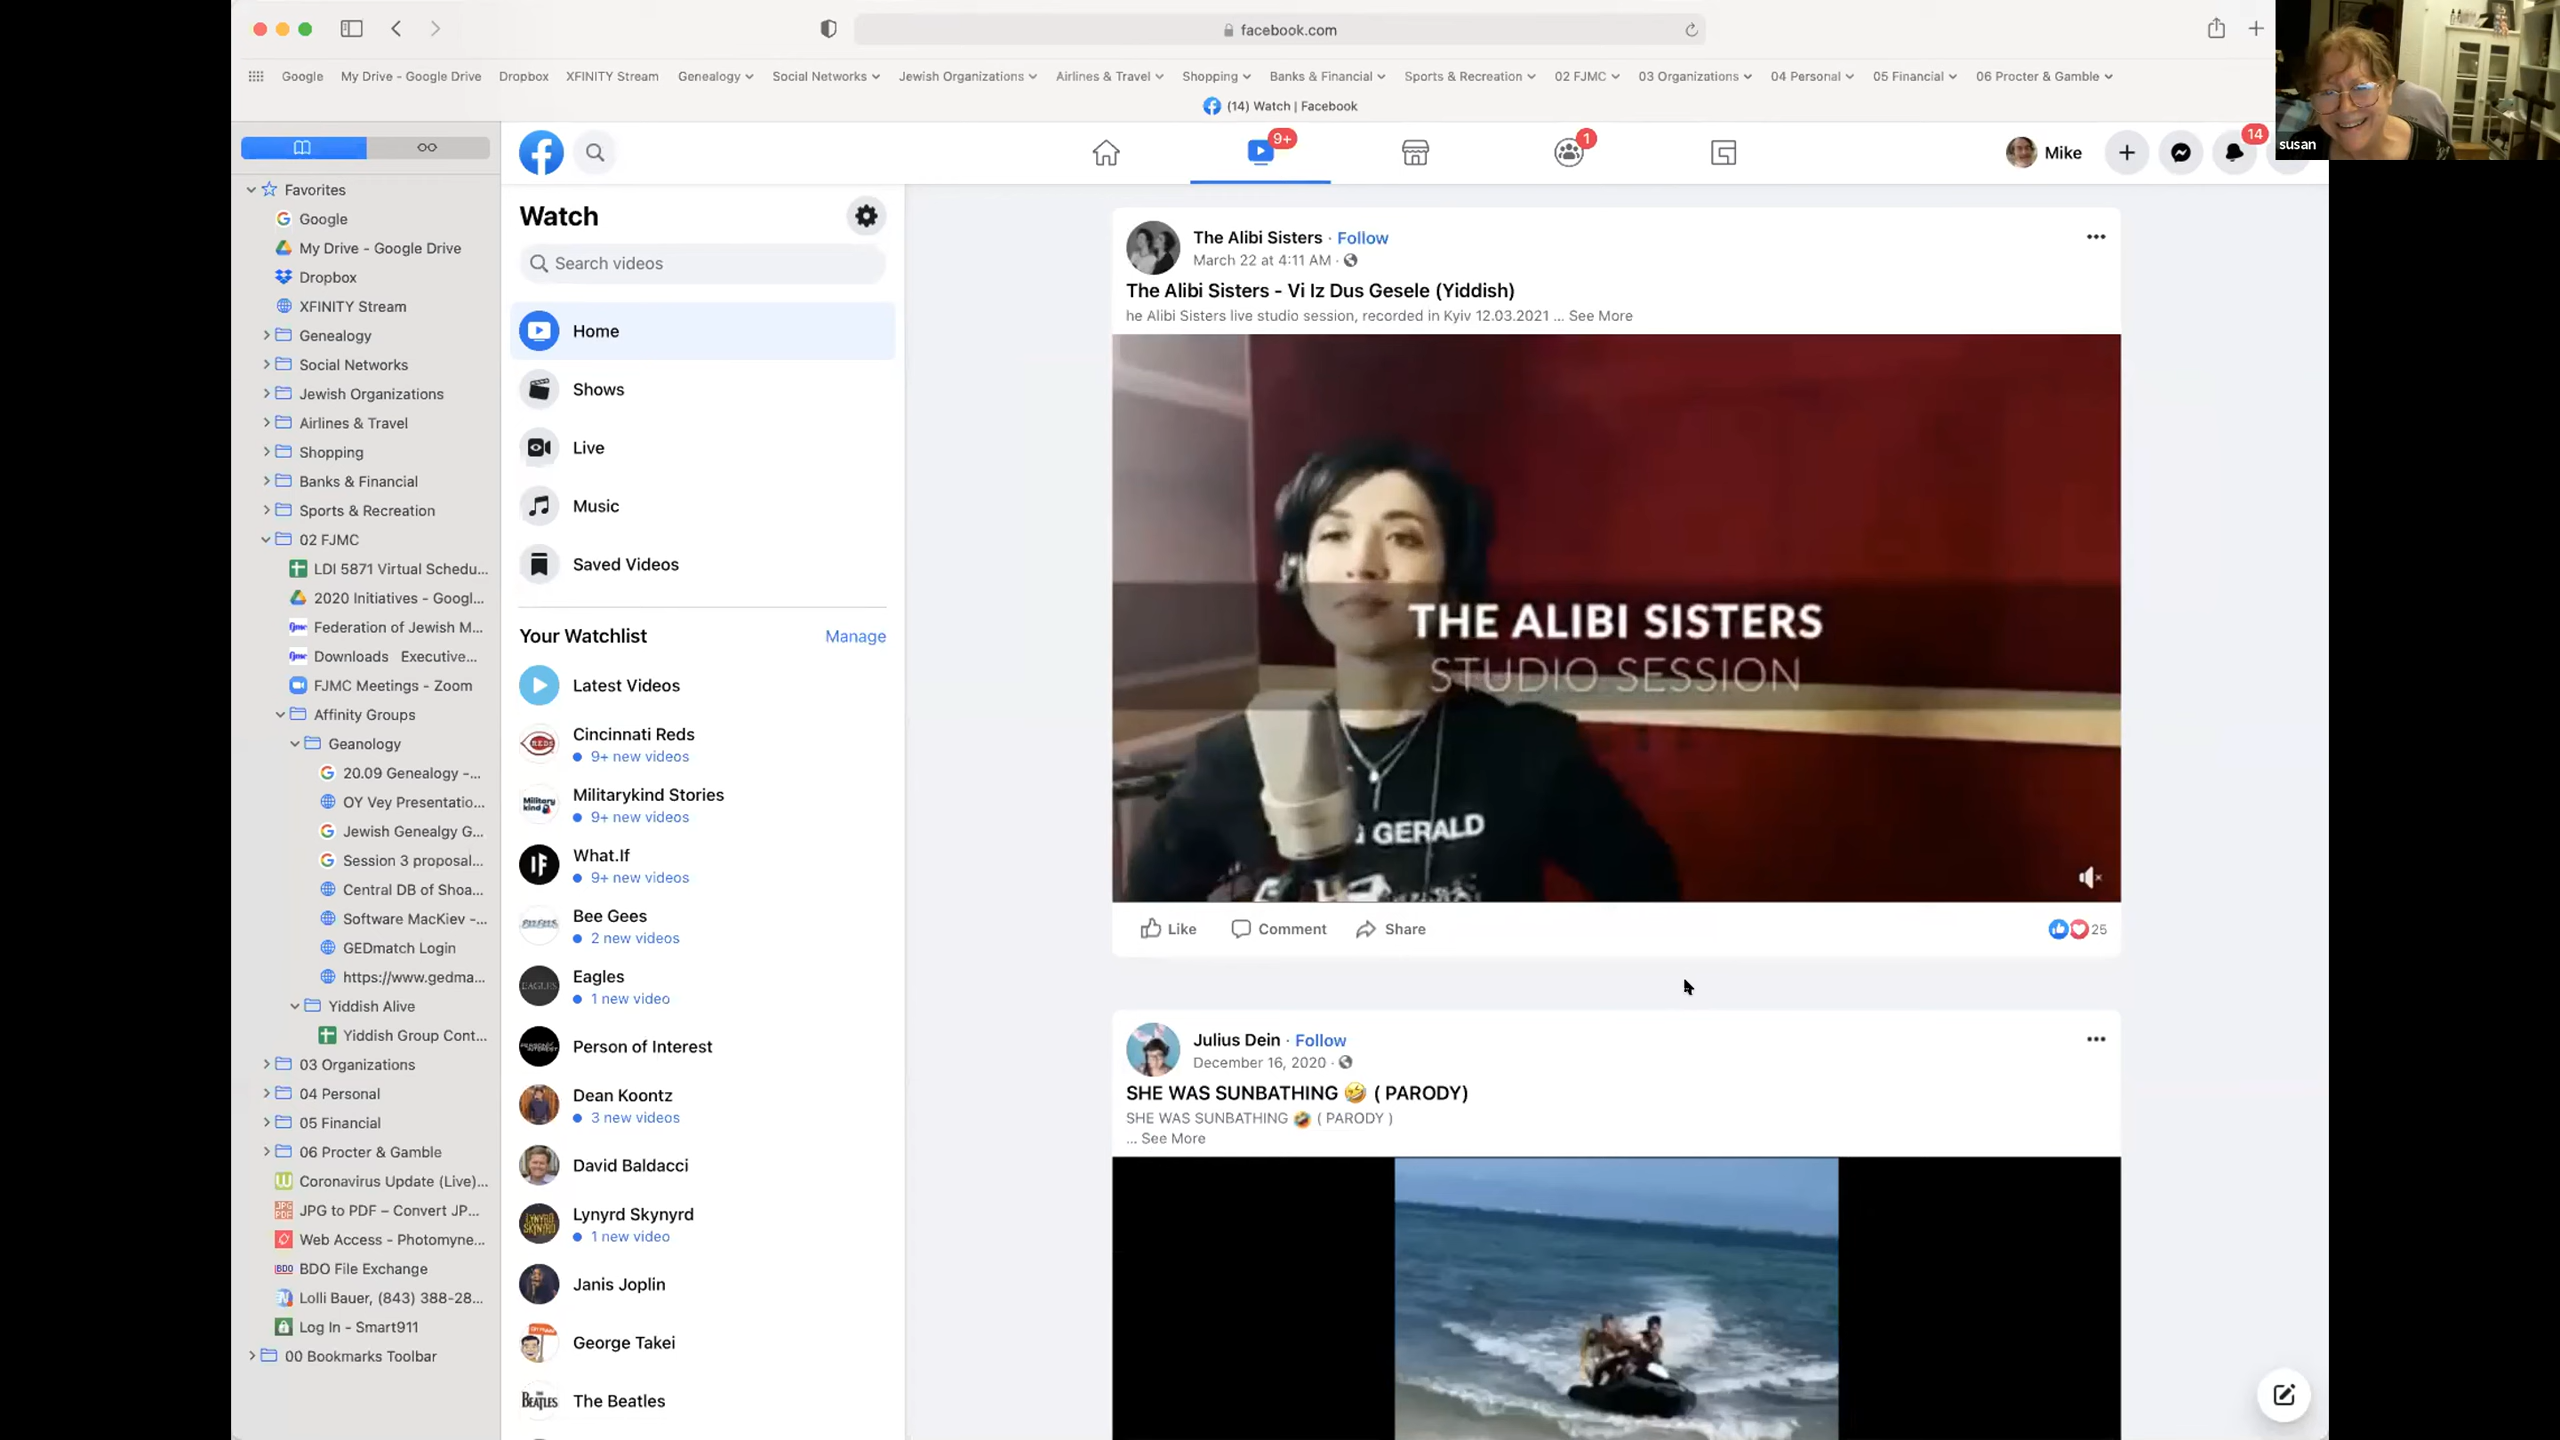 facebook.com
Google My Drive - Google Drive Dropbox XFINITY Stream Genealogy Social Networks Jewish Organizations Airlines & Travel Shopping Banks & Financial Sports & Recreation 02 FJMC 03 Organizations 04 Personal 05 Financial 06 Procter & Gamble
(14) Watch | Facebook
susan
9+
1
Mike
14
Favorites
Google
My Drive - Google Drive
Dropbox
XFINITY Stream
Genealogy
Social Networks
Jewish Organizations
Airlines & Travel
Shopping
Banks & Financial
Sports & Recreation
02 FJMC
LDI 5871 Virtual Schedu...
2020 Initiatives - Googl...
Federation of Jewish M...
Downloads Executive...
FJMC Meetings - Zoom
Affinity Groups
Geanology
20.09 Genealogy -...
OY Vey Presentatio...
Jewish Genealgy G...
Session 3 proposal...
Central DB of Shoa...
Software MacKiev -...
GEDmatch Login
https://www.gedma...
Yiddish Alive
Yiddish Group Cont...
03 Organizations
04 Personal
05 Financial
06 Procter & Gamble
Coronavirus Update (Live)...
JPG to PDF – Convert JP...
Web Access - Photomyne...
BDO File Exchange
Lolli Bauer, (843) 388-28...
Log In - Smart911
00 Bookmarks Toolbar
Watch
Search videos
Home
Shows
Live
Music
Saved Videos
Your Watchlist Manage
Latest Videos
Cincinnati Reds
9+ new videos
Militarykind Stories
9+ new videos
What.If
9+ new videos
Bee Gees
2 new videos
Eagles
1 new video
Person of Interest
Dean Koontz
3 new videos
David Baldacci
Lynyrd Skynyrd
1 new video
Janis Joplin
George Takei
The Beatles
The Alibi Sisters · Follow
March 22 at 4:11 AM ·
The Alibi Sisters - Vi Iz Dus Gesele (Yiddish)
he Alibi Sisters live studio session, recorded in Kyiv 12.03.2021 ... See More
THE ALIBI SISTERS
STUDIO SESSION
GERALD
Like Comment Share 25
Julius Dein · Follow
December 16, 2020 ·
SHE WAS SUNBATHING 🤣 ( PARODY)
SHE WAS SUNBATHING 🤣 ( PARODY )
... See More